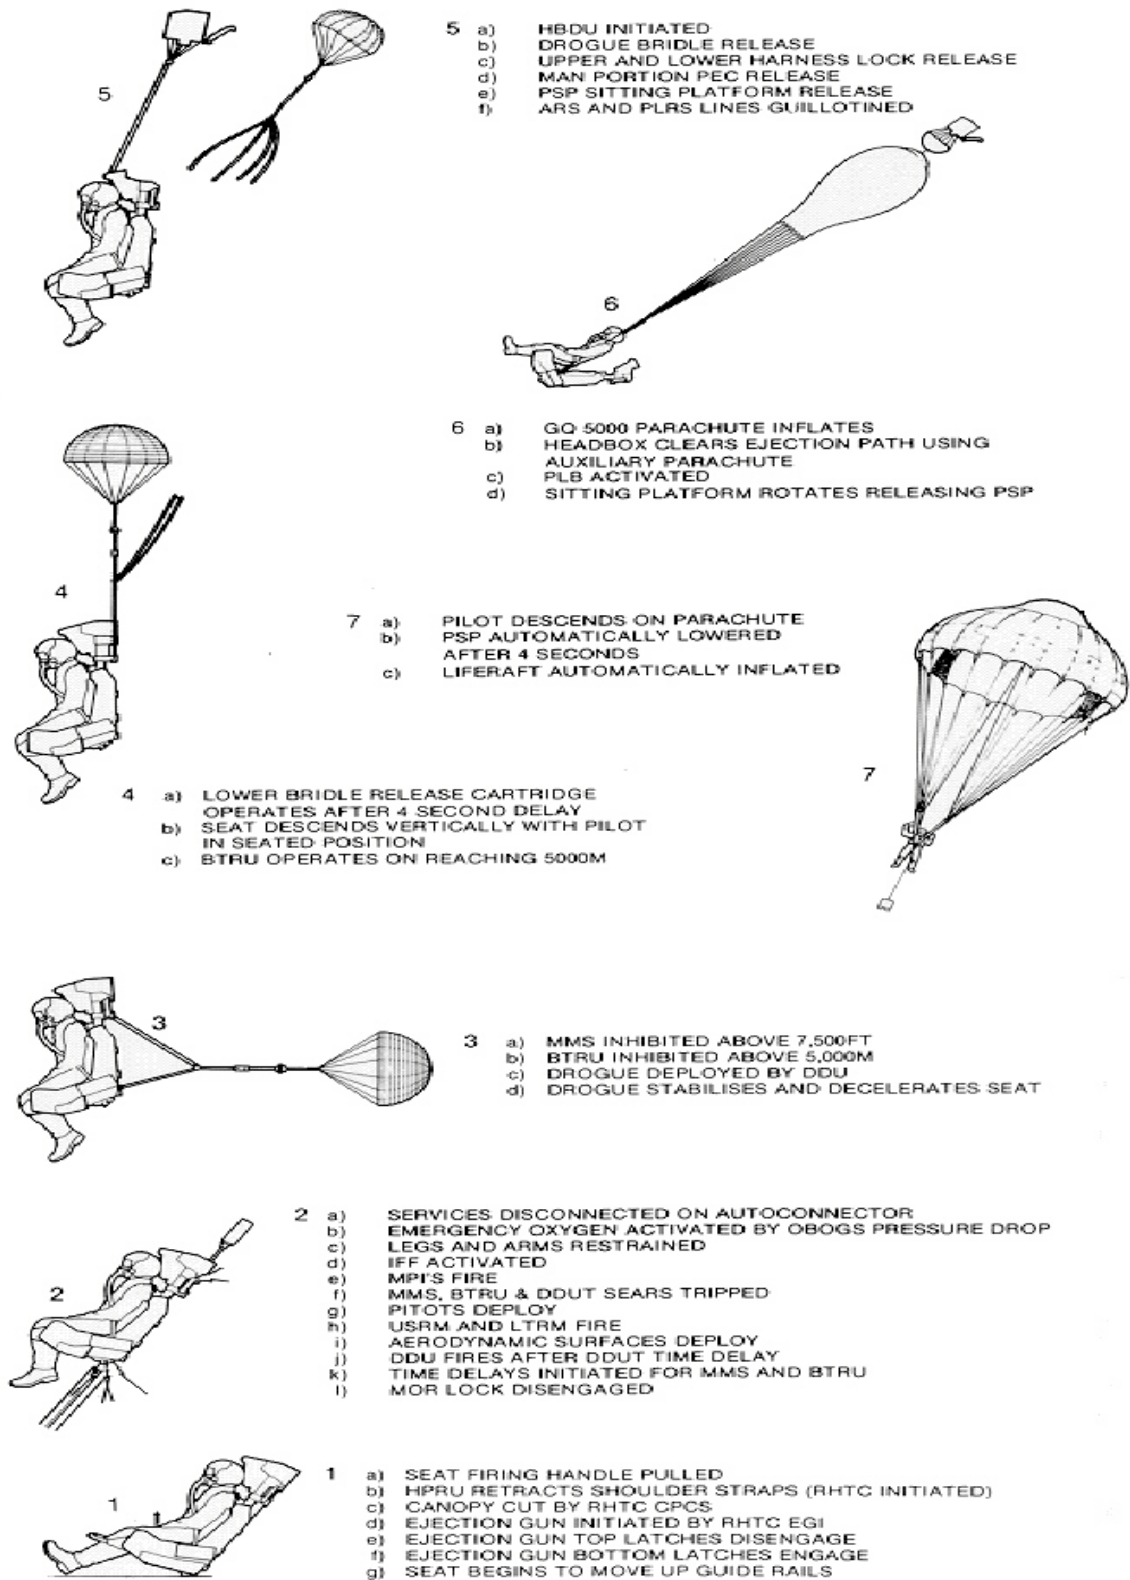 5
5 a) HBDU INITIATED
b) DROGUE BRIDLE RELEASE
c) UPPER AND LOWER HARNESS LOCK RELEASE
d) MAN PORTION PEC RELEASE
e) PSP SITTING PLATFORM RELEASE
f) ARS AND PLRS LINES GUILLOTINED
6
6 a) GQ 5000 PARACHUTE INFLATES
b) HEADBOX CLEARS EJECTION PATH USING
AUXILIARY PARACHUTE
c) PLB ACTIVATED
d) SITTING PLATFORM ROTATES RELEASING PSP
4
7 a) PILOT DESCENDS ON PARACHUTE
b) PSP AUTOMATICALLY LOWERED
AFTER 4 SECONDS
c) LIFERAFT AUTOMATICALLY INFLATED
7
4 a) LOWER BRIDLE RELEASE CARTRIDGE
OPERATES AFTER 4 SECOND DELAY
b) SEAT DESCENDS VERTICALLY WITH PILOT
IN SEATED POSITION
c) BTRU OPERATES ON REACHING 5000M
3
3 a) MMS INHIBITED ABOVE 7,500FT
b) BTRU INHIBITED ABOVE 5,000M
c) DROGUE DEPLOYED BY DDU
d) DROGUE STABILISES AND DECELERATES SEAT
2
2 a) SERVICES DISCONNECTED ON AUTOCONNECTOR
b) EMERGENCY OXYGEN ACTIVATED BY OBOGS PRESSURE DROP
c) LEGS AND ARMS RESTRAINED
d) IFF ACTIVATED
e) MPI'S FIRE
f) MMS, BTRU & DDUT SEARS TRIPPED
g) PITOTS DEPLOY
h) USRM AND LTRM FIRE
i) AERODYNAMIC SURFACES DEPLOY
j) DDU FIRES AFTER DDUT TIME DELAY
k) TIME DELAYS INITIATED FOR MMS AND BTRU
l) MOR LOCK DISENGAGED
1
1 a) SEAT FIRING HANDLE PULLED
b) HPRU RETRACTS SHOULDER STRAPS (RHTC INITIATED)
c) CANOPY CUT BY RHTC CPCS
d) EJECTION GUN INITIATED BY RHTC EGI
e) EJECTION GUN TOP LATCHES DISENGAGE
f) EJECTION GUN BOTTOM LATCHES ENGAGE
g) SEAT BEGINS TO MOVE UP GUIDE RAILS